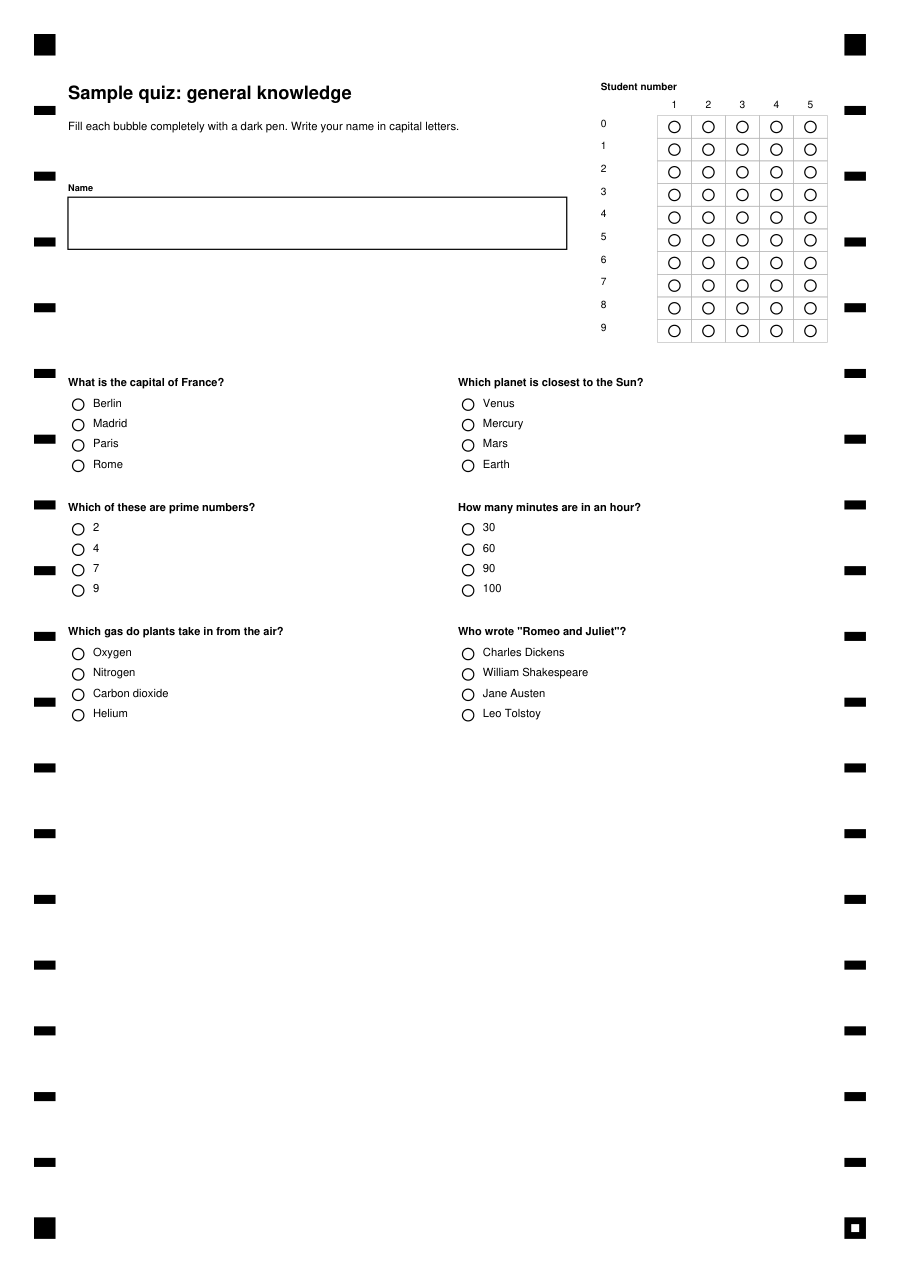 Sample quiz: general knowledge
Fill each bubble completely with a dark pen. Write your name in capital letters.
Name
Student number
1 2 3 4 5
0
1
2
3
4
5
6
7
8
9
What is the capital of France?
Berlin
Madrid
Paris
Rome
Which planet is closest to the Sun?
Venus
Mercury
Mars
Earth
Which of these are prime numbers?
2
4
7
9
How many minutes are in an hour?
30
60
90
100
Which gas do plants take in from the air?
Oxygen
Nitrogen
Carbon dioxide
Helium
Who wrote "Romeo and Juliet"?
Charles Dickens
William Shakespeare
Jane Austen
Leo Tolstoy